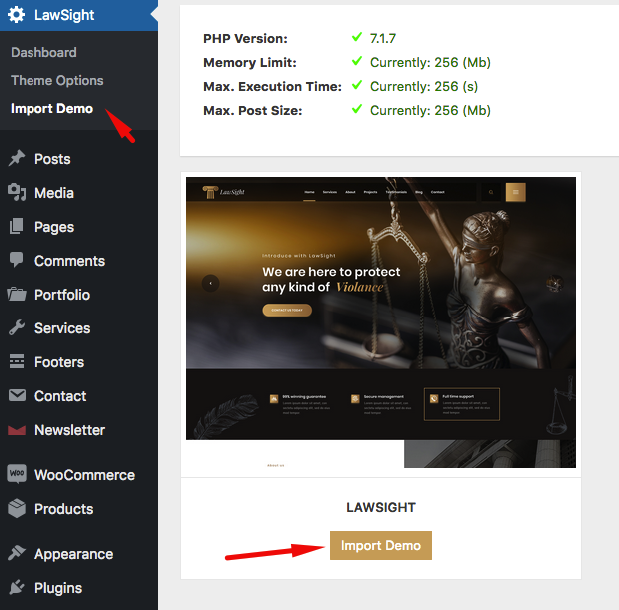 LawSight
Dashboard
Theme Options
Import Demo
Posts
Media
Pages
Comments
Portfolio
Services
Footers
Contact
Newsletter
WooCommerce
Products
Appearance
Plugins
PHP Version: 7.1.7
Memory Limit: Currently: 256 (Mb)
Max. Execution Time: Currently: 256 (s)
Max. Post Size: Currently: 256 (Mb)
LawSight
Home Services About Projects Testimonials Blog Contact
Introduce with LawSight
We are here to protect
any kind of Violance
99% winning guarantee
Secure management
Full time support
ABOUT US
LAWSIGHT
Import Demo